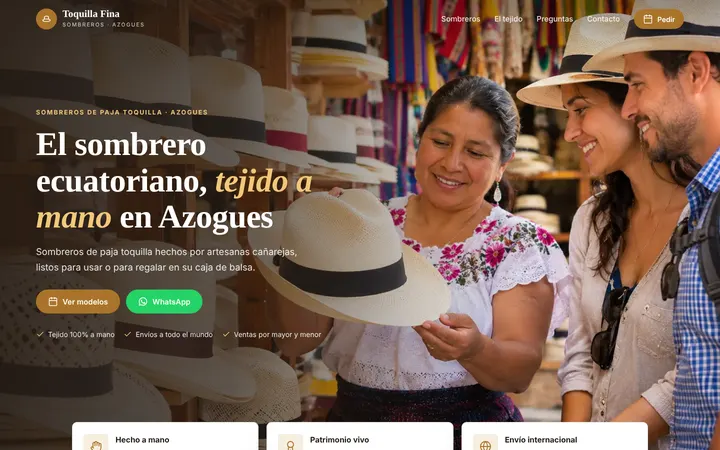 Toquilla Fina
SOMBREROS · AZOGUES
Sombreros El tejido Preguntas Contacto Pedir
SOMBREROS DE PAJA TOQUILLA · AZOGUES
El sombrero
ecuatoriano, tejido a
mano en Azogues
Sombreros de paja toquilla hechos por artesanas cañarejas,
listos para usar o para regalar en su caja de balsa.
Ver modelos WhatsApp
Tejido 100% a mano Envíos a todo el mundo Ventas por mayor y menor
Hecho a mano Patrimonio vivo Envío internacional